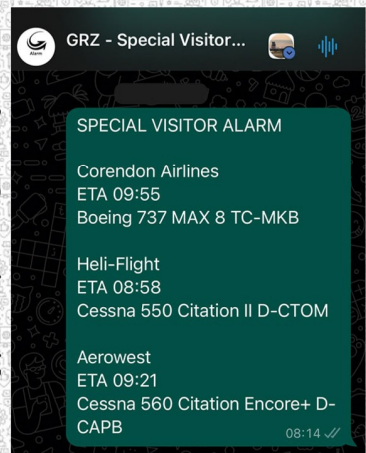 GRZ - Special Visitor...
Alarm
SPECIAL VISITOR ALARM
Corendon Airlines
ETA 09:55
Boeing 737 MAX 8 TC-MKB
Heli-Flight
ETA 08:58
Cessna 550 Citation II D-CTOM
Aerowest
ETA 09:21
Cessna 560 Citation Encore+ D-
CAPB
08:14